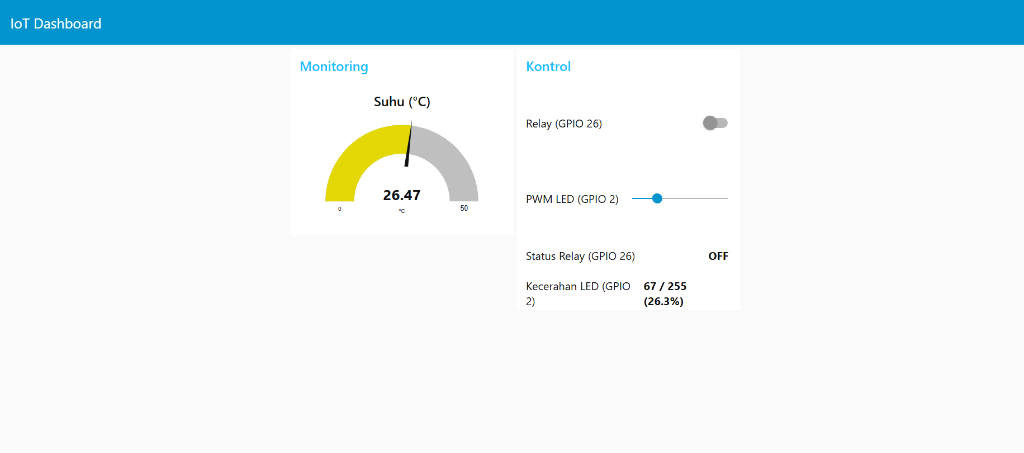 IoT Dashboard
Monitoring
Suhu (°C)
26.47
°C
0
50
Kontrol
Relay (GPIO 26)
PWM LED (GPIO 2)
Status Relay (GPIO 26)
OFF
Kecerahan LED (GPIO
2)
67 / 255
(26.3%)